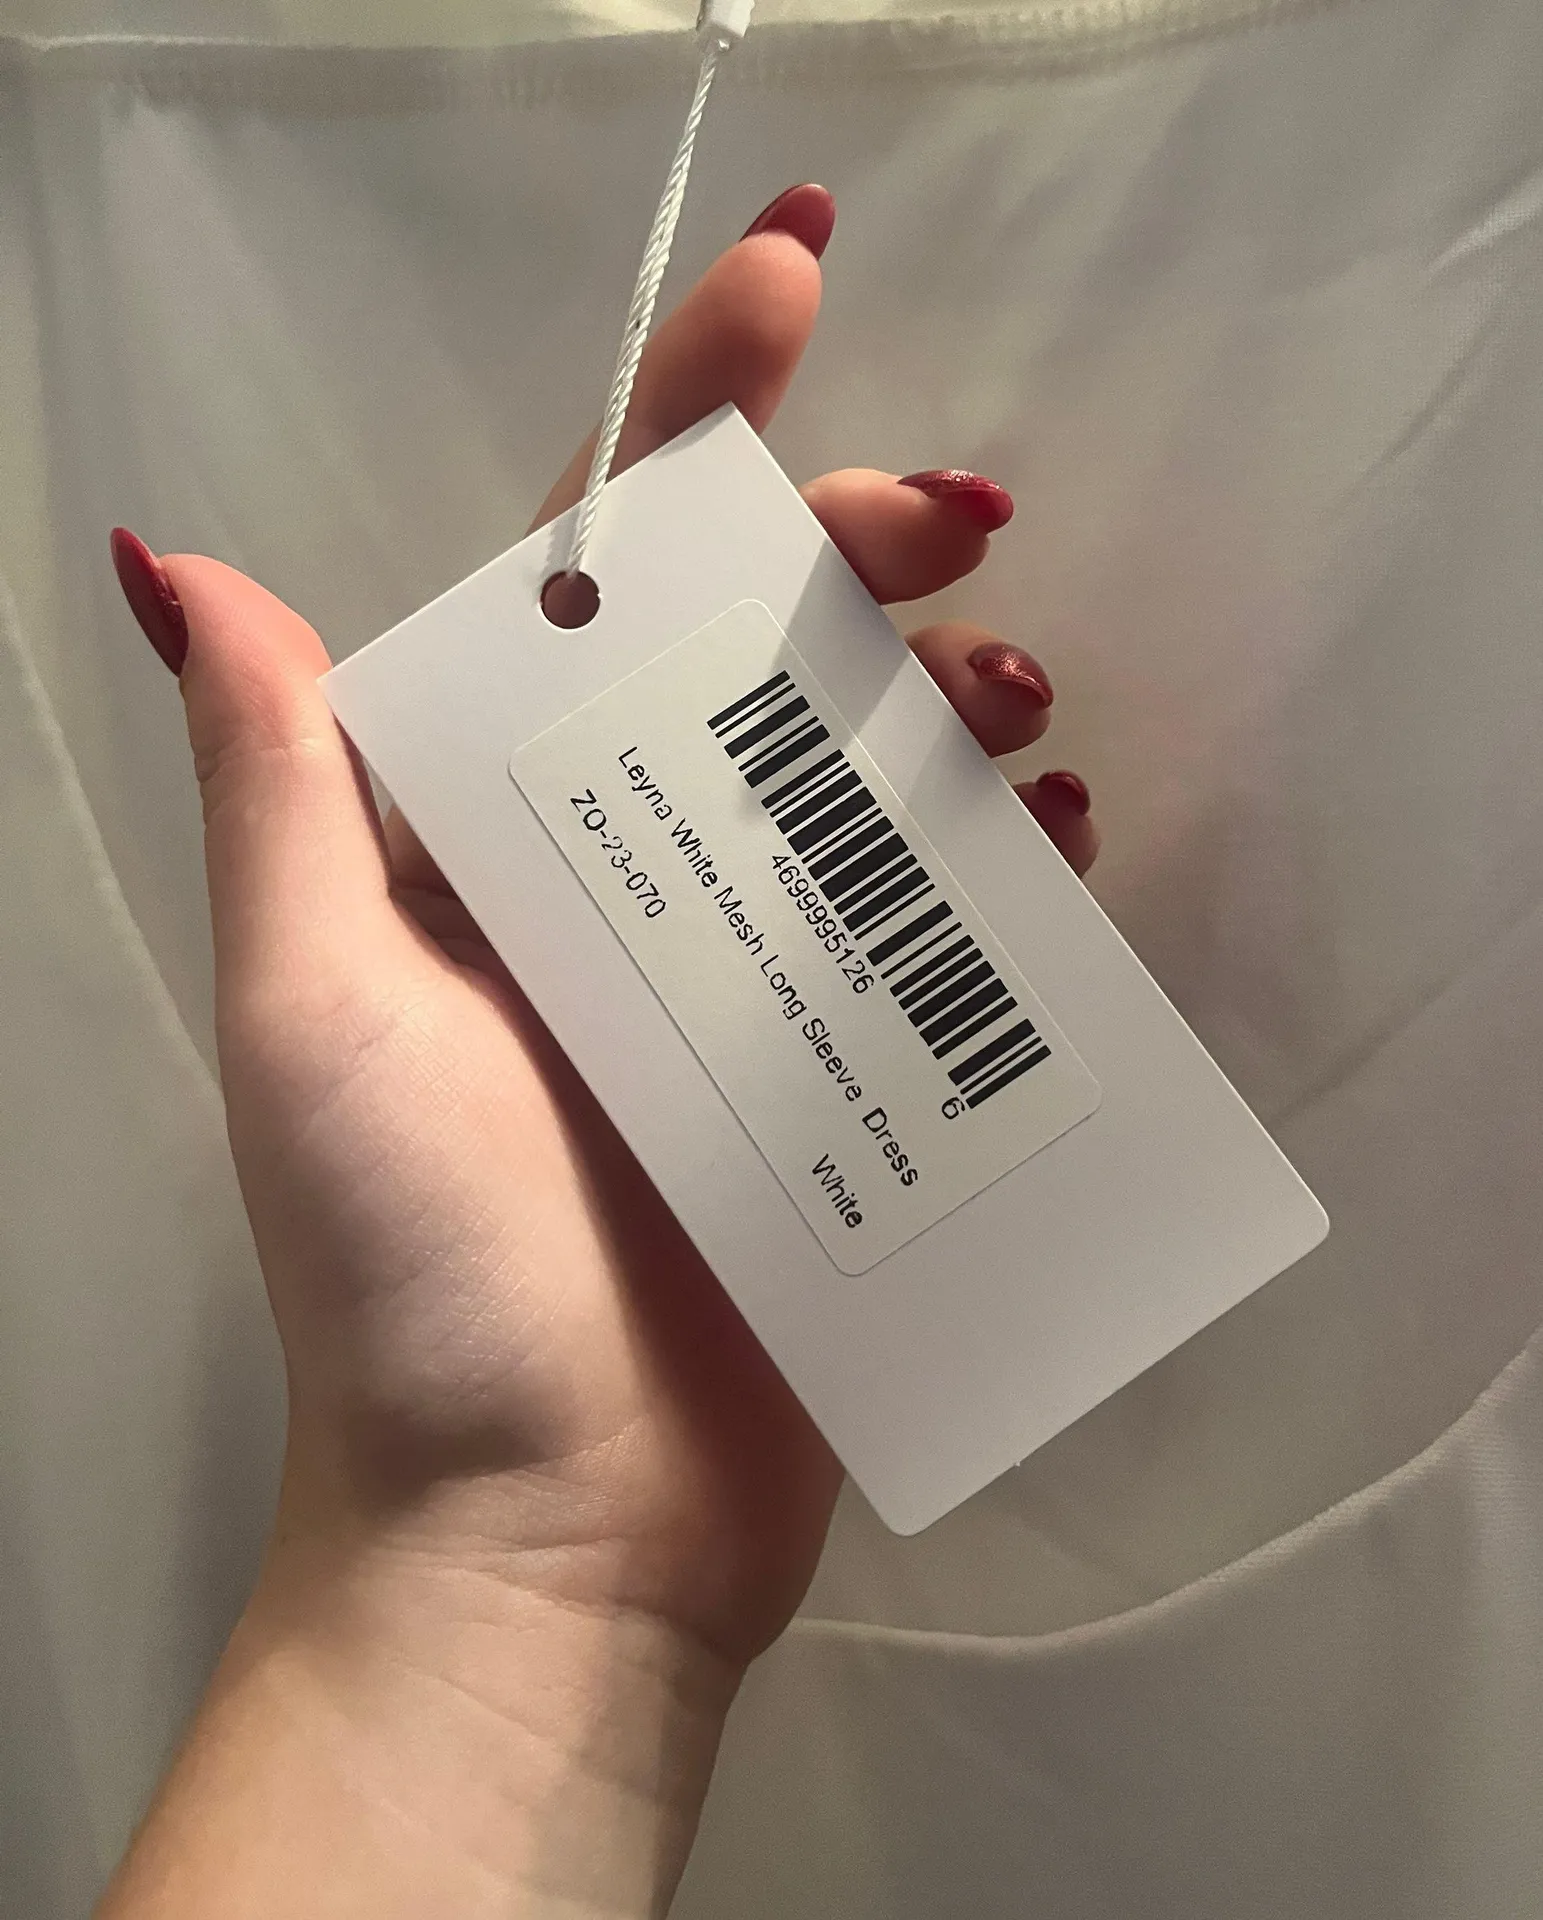 4699995126
6
Leyna White Mesh Long Sleeve Dress
ZO-23-070
White